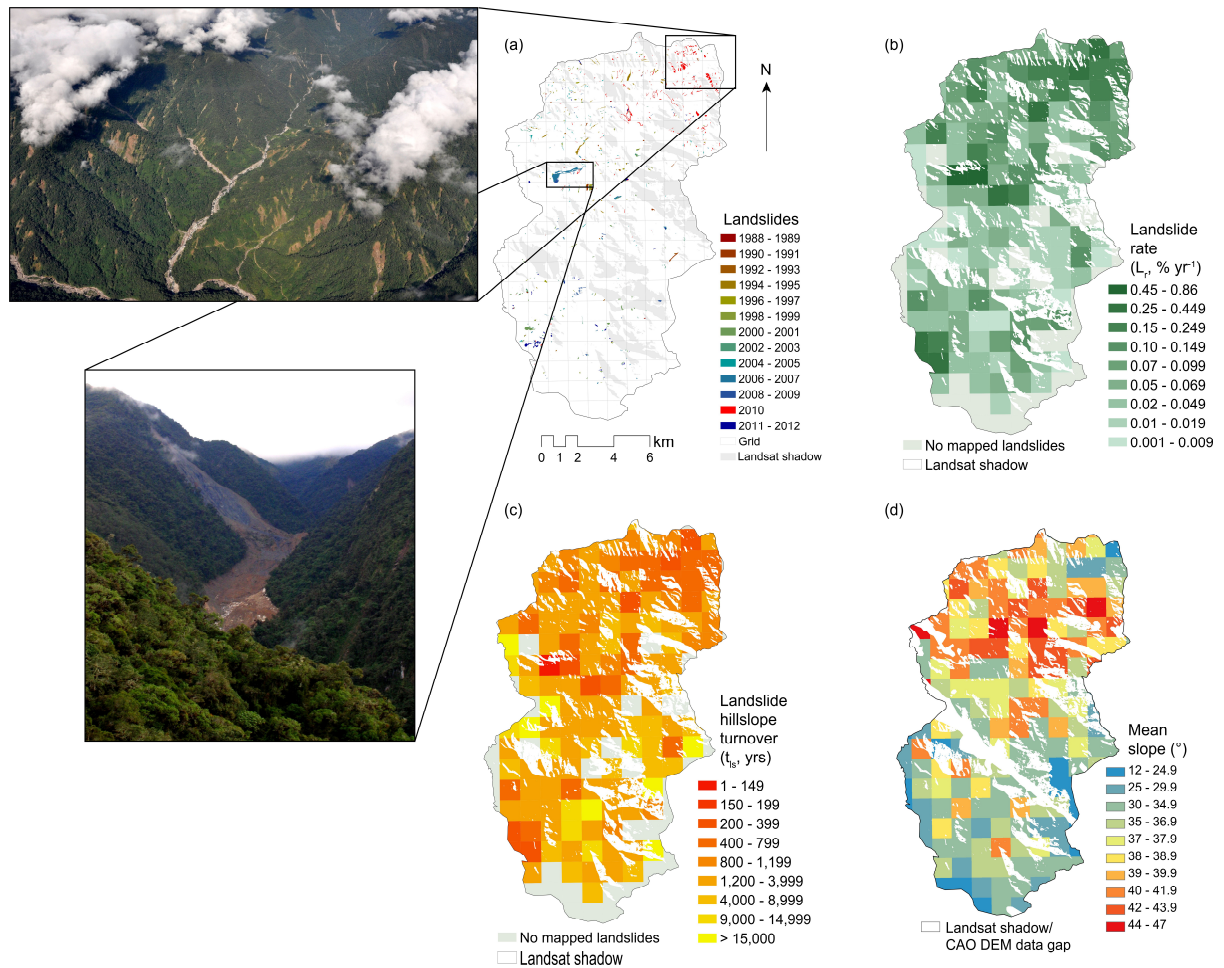 (a)
N
Landslides
1988 - 1989
1990 - 1991
1992 - 1993
1994 - 1995
1996 - 1997
1998 - 1999
2000 - 2001
2002 - 2003
2004 - 2005
2006 - 2007
2008 - 2009
2010
2011 - 2012
Grid
Landsat shadow
km
0 1 2 4 6
(b)
Landslide
rate
(Lr, % yr-1)
0.45 - 0.86
0.25 - 0.449
0.15 - 0.249
0.10 - 0.149
0.07 - 0.099
0.05 - 0.069
0.02 - 0.049
0.01 - 0.019
0.001 - 0.009
No mapped landslides
Landsat shadow
(c)
Landslide
hillslope
turnover
(tls, yrs)
1 - 149
150 - 199
200 - 399
400 - 799
800 - 1,199
1,200 - 3,999
4,000 - 8,999
9,000 - 14,999
> 15,000
No mapped landslides
Landsat shadow
(d)
Mean
slope (°)
12 - 24.9
25 - 29.9
30 - 34.9
35 - 36.9
37 - 37.9
38 - 38.9
39 - 39.9
40 - 41.9
42 - 43.9
44 - 47
Landsat shadow/
CAO DEM data gap